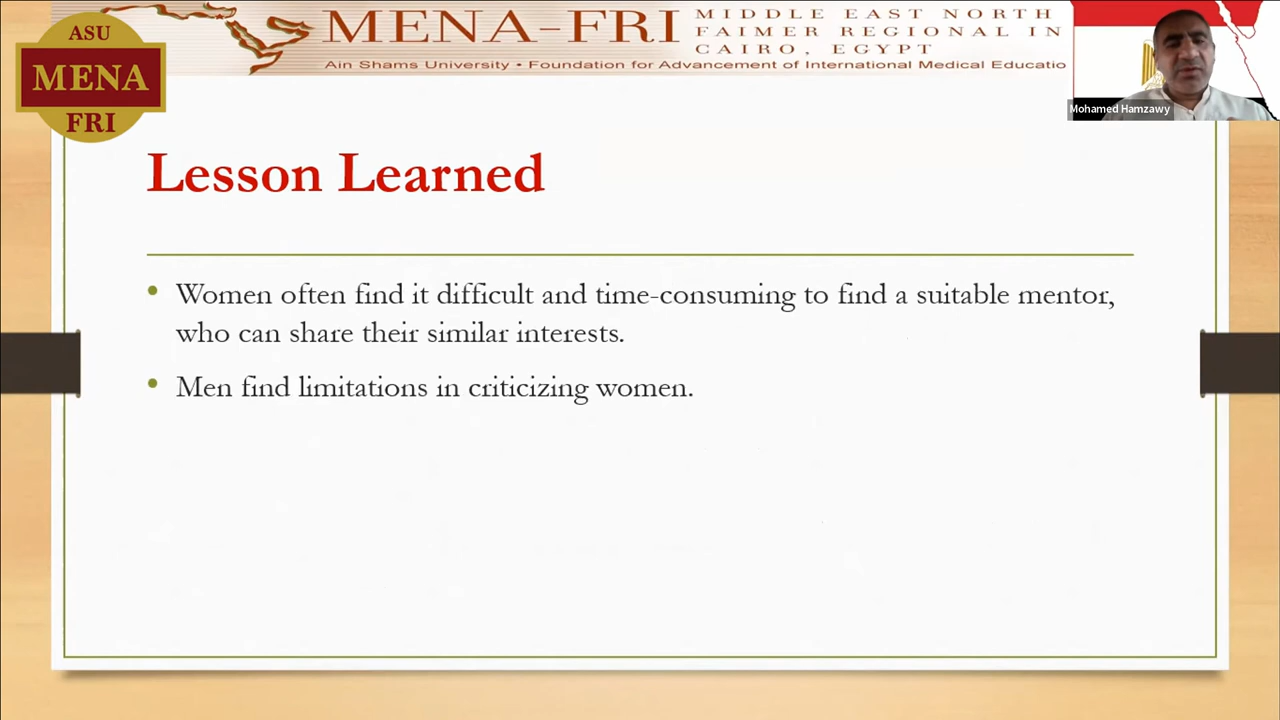 ASU
MENA
FRI
MENA-FRI
MIDDLE EAST NORTH
FAIMER REGIONAL IN
CAIRO, EGYPT
Ain Shams University • Foundation for Advancement of International Medical Educatio
Mohamed Hamzawy
Lesson Learned
• Women often find it difficult and time-consuming to find a suitable mentor,
who can share their similar interests.
• Men find limitations in criticizing women.